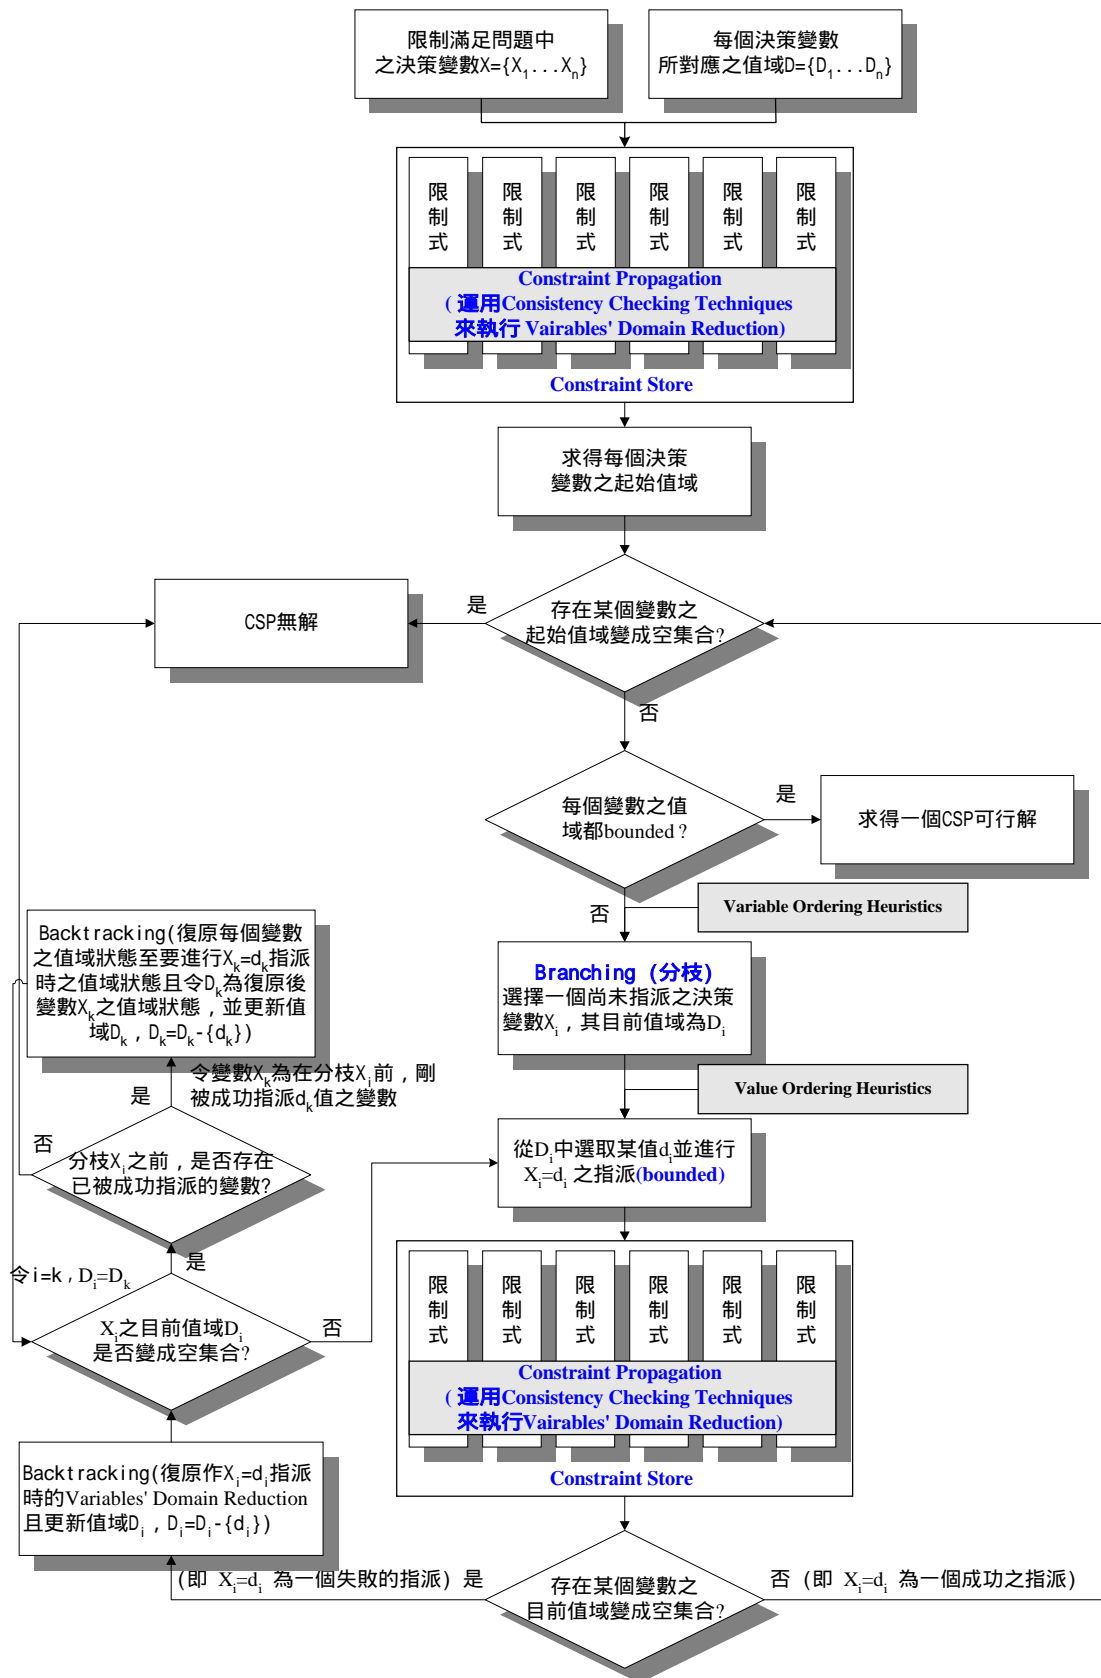 限制滿足問題中
之決策變數X={X1...Xn}
每個決策變數
所對應之值域D={D1...Dn}
限制式
限制式
限制式
限制式
限制式
限制式
Constraint Propagation
( 運用Consistency Checking Techniques
來執行 Vairables' Domain Reduction)
Constraint Store
求得每個決策
變數之起始值域
存在某個變數之
起始值域變成空集合?
是
CSP無解
否
每個變數之值
域都bounded ?
是
求得一個CSP可行解
否
Variable Ordering Heuristics
Branching (分枝)
選擇一個尚未指派之決策
變數Xi , 其目前值域為Di
Value Ordering Heuristics
從Di中選取某值di並進行
Xi=di 之指派(bounded)
Backtracking(復原每個變數
之值域狀態至要進行Xk=dk指派
時之值域狀態且令Dk為復原後
變數Xk之值域狀態 , 並更新值
域Dk , Dk=Dk-{dk})
令變數Xk為在分枝Xi前 , 剛
被成功指派dk值之變數
是
否
分枝Xi之前 , 是否存在
已被成功指派的變數?
是
令i=k , Di=Dk
Xi之目前值域Di
是否變成空集合?
否
限制式
限制式
限制式
限制式
限制式
限制式
Constraint Propagation
( 運用Consistency Checking Techniques
來執行Vairables' Domain Reduction)
Constraint Store
Backtracking(復原作Xi=di指派
時的Variables' Domain Reduction
且更新值域Di , Di=Di-{di})
(即 Xi=di 為一個失敗的指派) 是
存在某個變數之
目前值域變成空集合?
否 (即 Xi=di 為一個成功之指派)